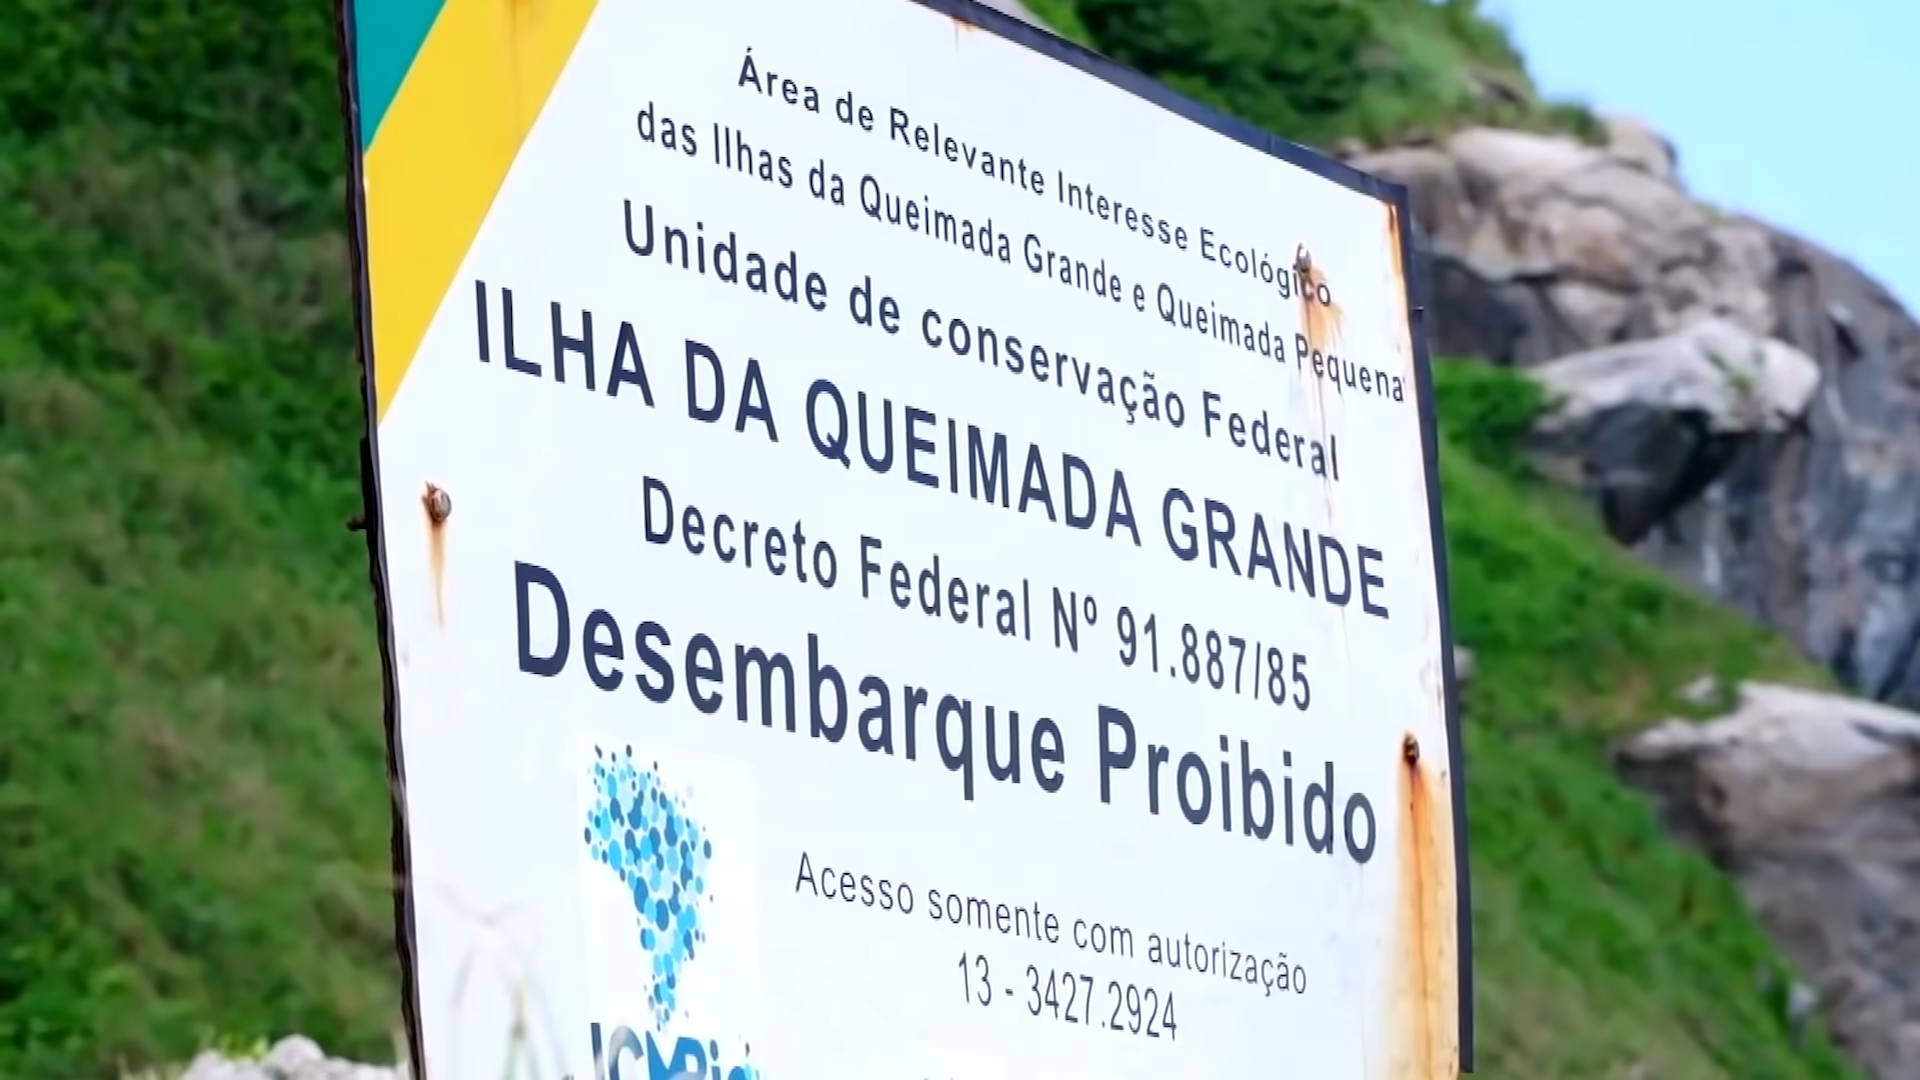 Área de Relevante Interesse Ecológico
das Ilhas da Queimada Grande e Queimada Pequena
Unidade de conservação Federal
ILHA DA QUEIMADA GRANDE
Decreto Federal Nº 91.887/85
Desembarque Proibido
Acesso somente com autorização
13 - 3427.2924
ICMBio